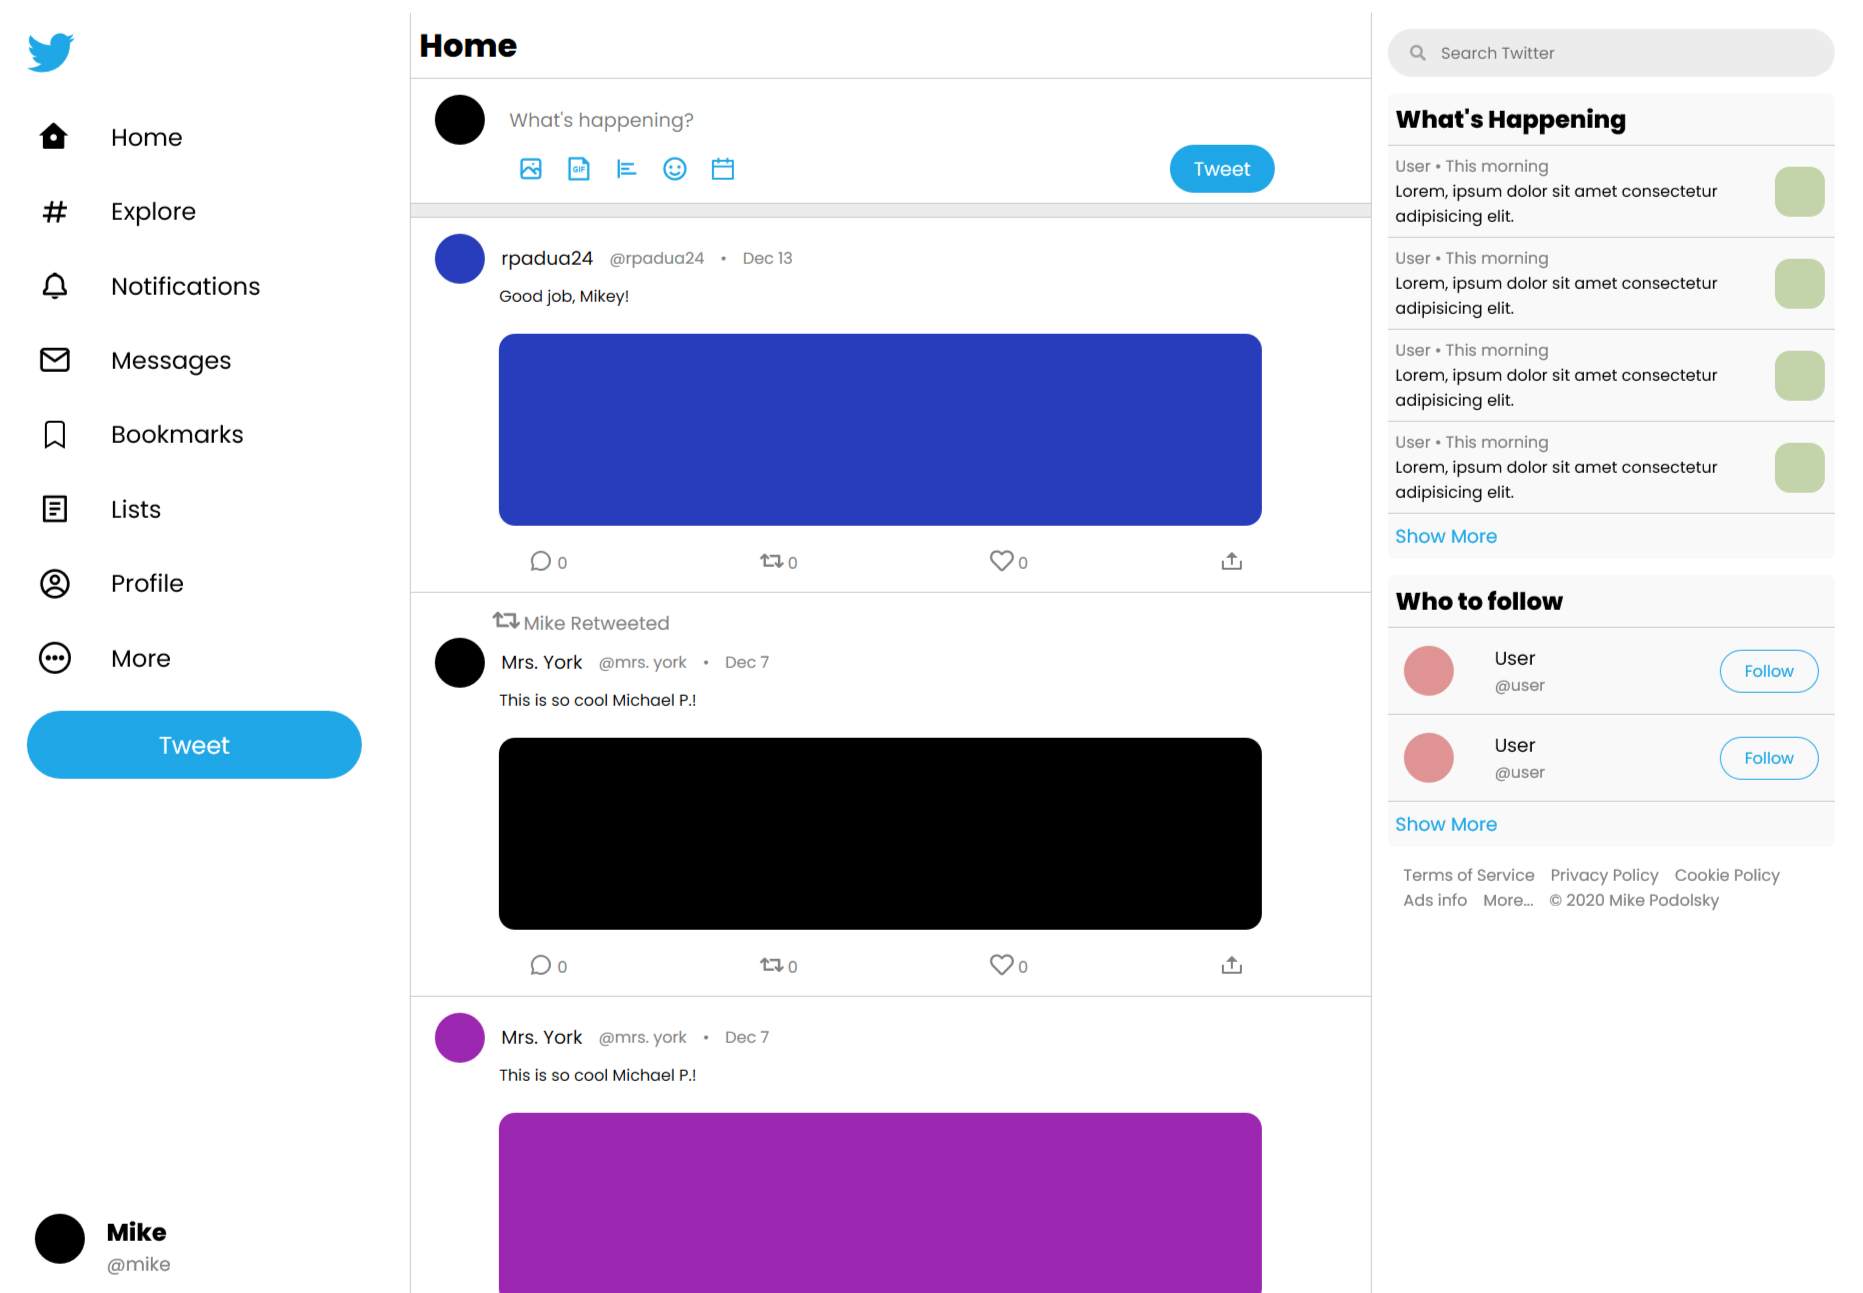 Home
Explore
Notifications
Messages
Bookmarks
Lists
Profile
More
Tweet
Mike
@mike
Home
What's happening?
GIF
Tweet
rpadua24 @rpadua24 • Dec 13
Good job, Mikey!
0 0 0
Mike Retweeted
Mrs. York @mrs. york • Dec 7
This is so cool Michael P.!
0 0 0
Mrs. York @mrs. york • Dec 7
This is so cool Michael P.!
Search Twitter
What's Happening
User • This morning
Lorem, ipsum dolor sit amet consectetur
adipisicing elit.
User • This morning
Lorem, ipsum dolor sit amet consectetur
adipisicing elit.
User • This morning
Lorem, ipsum dolor sit amet consectetur
adipisicing elit.
User • This morning
Lorem, ipsum dolor sit amet consectetur
adipisicing elit.
Show More
Who to follow
User
@user
Follow
User
@user
Follow
Show More
Terms of Service Privacy Policy Cookie Policy
Ads info More... © 2020 Mike Podolsky